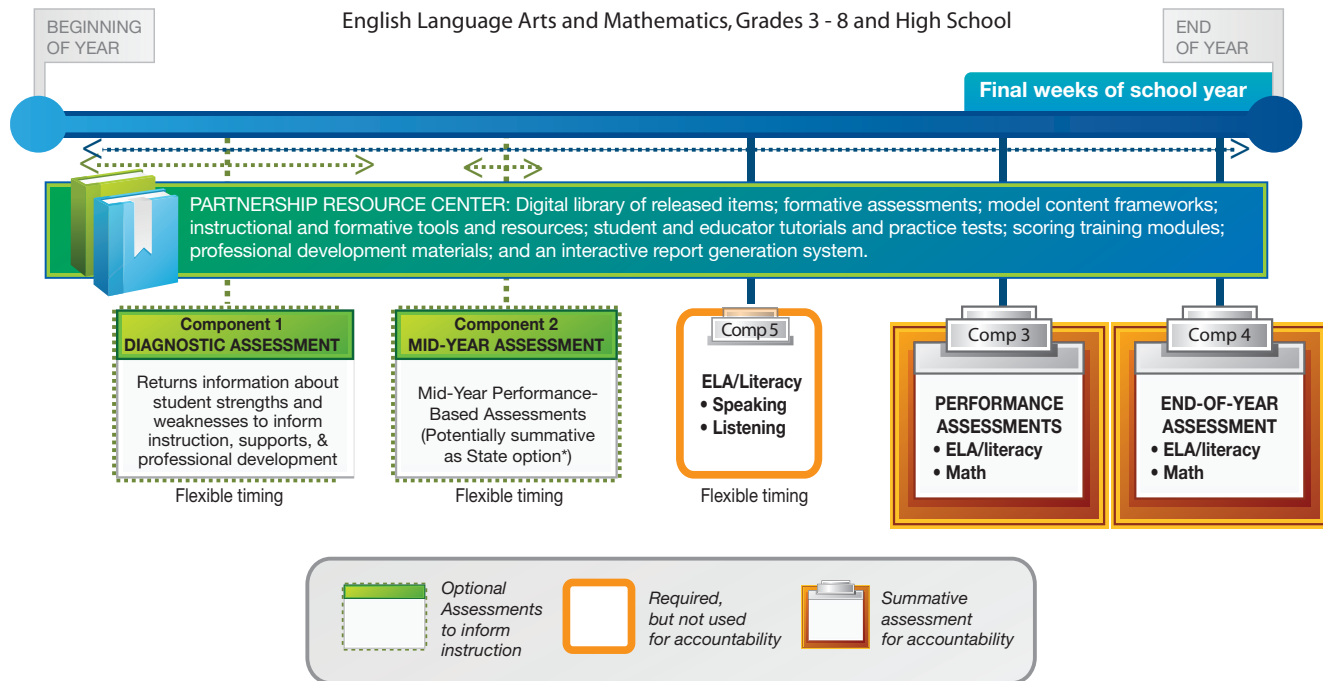 English Language Arts and Mathematics, Grades 3 - 8 and High School
BEGINNING
OF YEAR
END
OF YEAR
Final weeks of school year
PARTNERSHIP RESOURCE CENTER: Digital library of released items; formative assessments; model content frameworks;
instructional and formative tools and resources; student and educator tutorials and practice tests; scoring training modules;
professional development materials; and an interactive report generation system.
Component 1
DIAGNOSTIC ASSESSMENT
Returns information about
student strengths and
weaknesses to inform
instruction, supports, &
professional development
Flexible timing
Component 2
MID-YEAR ASSESSMENT
Mid-Year Performance-
Based Assessments
(Potentially summative
as State option*)
Flexible timing
Comp 5
ELA/Literacy
• Speaking
• Listening
Flexible timing
Comp 3
PERFORMANCE
ASSESSMENTS
• ELA/literacy
• Math
Comp 4
END-OF-YEAR
ASSESSMENT
• ELA/literacy
• Math
Optional
Assessments
to inform
instruction
Required,
but not used
for accountability
Summative
assessment
for accountability